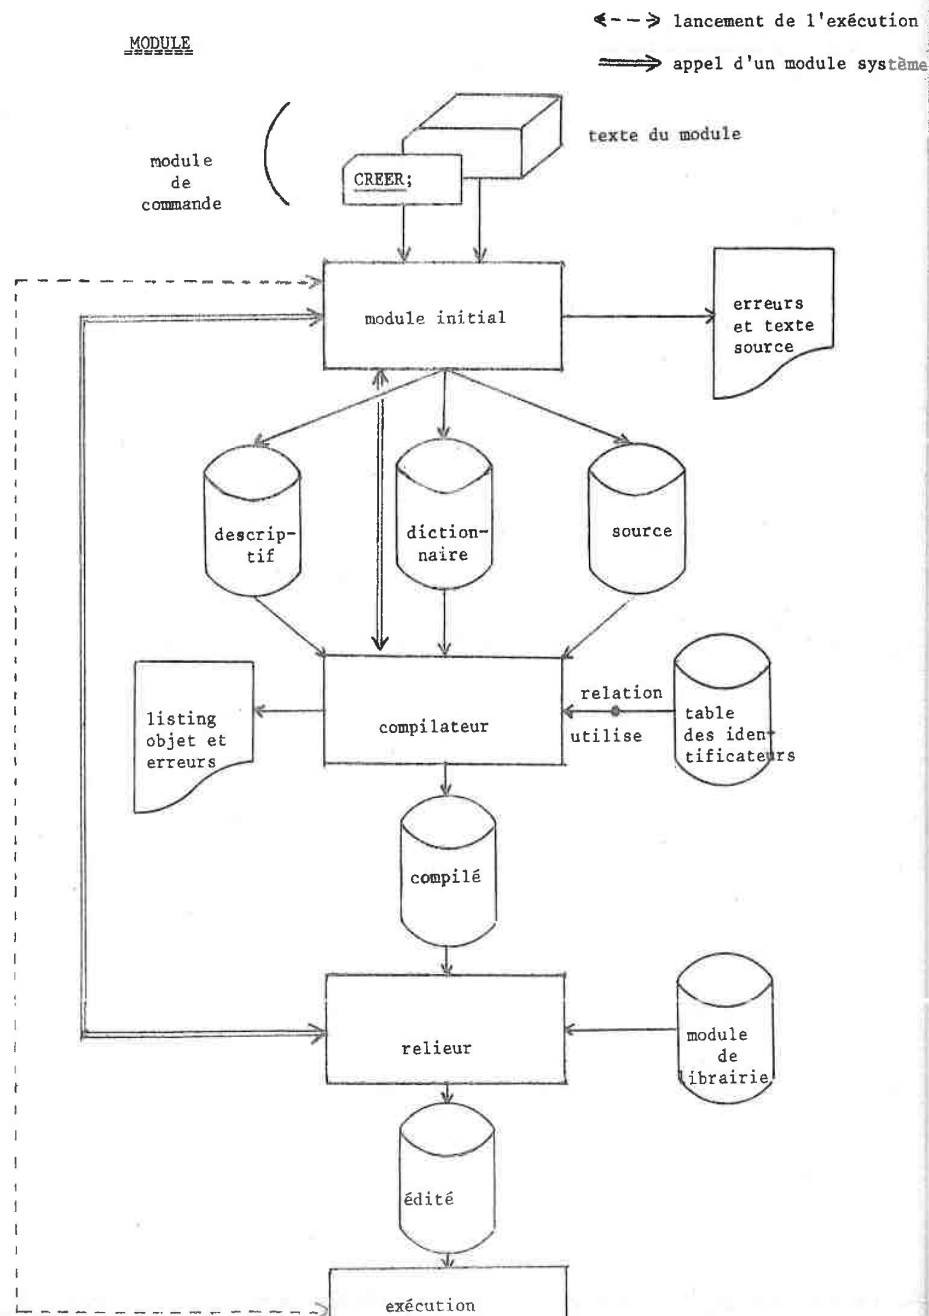 <---> lancement de l'exécution
MODULE
===> appel d'un module système
texte du module
module
de
commande
CREER;
module initial
erreurs
et texte
source
descrip-
tif
diction-
naire
source
listing
objet et
erreurs
compilateur
relation
utilise
table
des iden-
tificateurs
compilé
relieur
module
de
librairie
édité
exécution